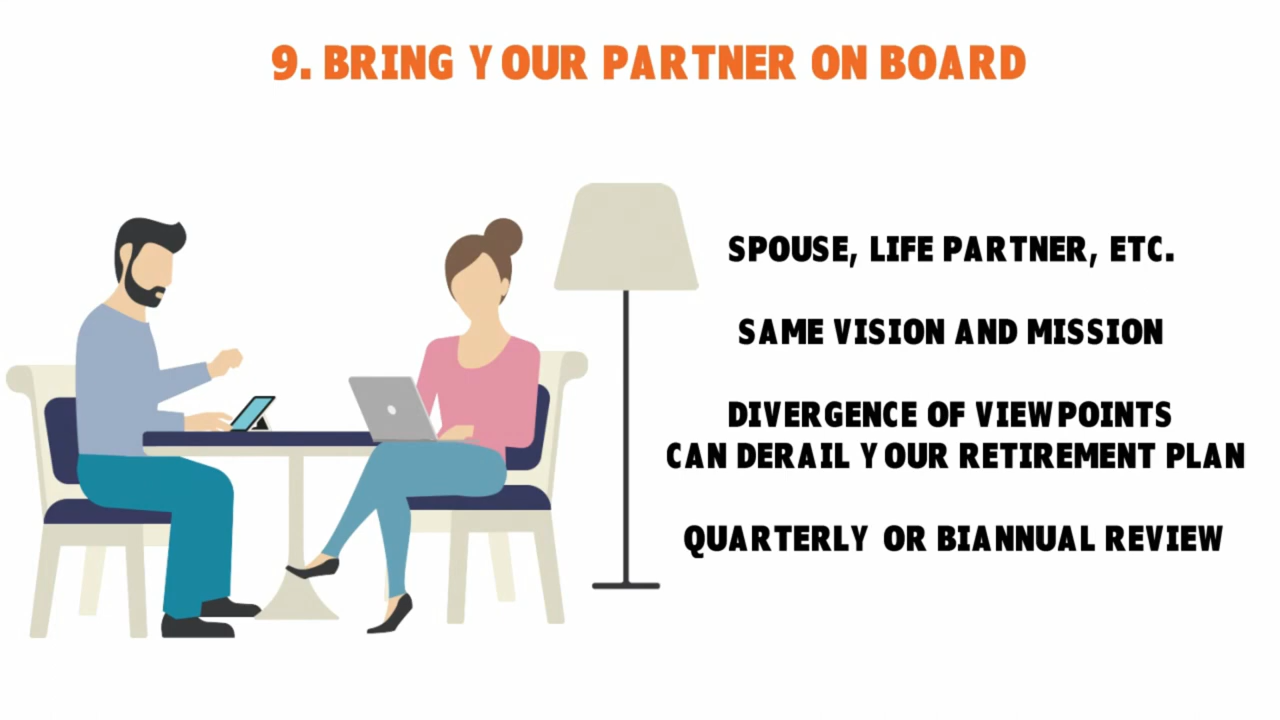 9. BRING YOUR PARTNER ON BOARD
SPOUSE, LIFE PARTNER, ETC.
SAME VISION AND MISSION
DIVERGENCE OF VIEWPOINTS
CAN DERAIL YOUR RETIREMENT PLAN
QUARTERLY OR BIANNUAL REVIEW